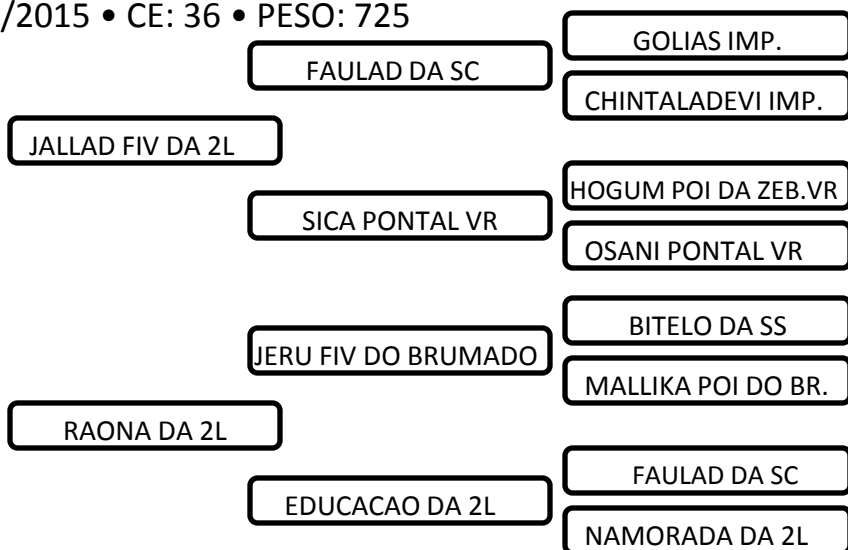 /2015 • CE: 36 • PESO: 725
GOLIAS IMP.
FAULAD DA SC
CHINTALADEVI IMP.
JALLAD FIV DA 2L
HOGUM POI DA ZEB.VR
SICA PONTAL VR
OSANI PONTAL VR
BITELO DA SS
JERU FIV DO BRUMADO
MALLIKA POI DO BR.
RAONA DA 2L
FAULAD DA SC
EDUCACAO DA 2L
NAMORADA DA 2L